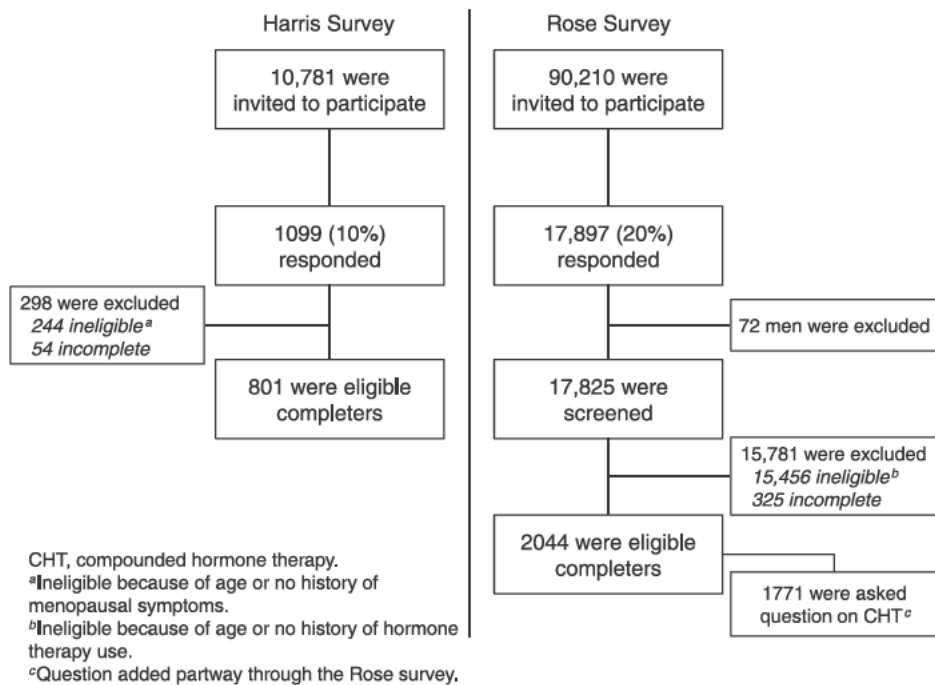 Harris Survey
10,781 were
invited to participate
1099 (10%)
responded
298 were excluded
244 ineligibleᵃ
54 incomplete
801 were eligible
completers
Rose Survey
90,210 were
invited to participate
17,897 (20%)
responded
72 men were excluded
17,825 were
screened
15,781 were excluded
15,456 ineligibleᵇ
325 incomplete
2044 were eligible
completers
1771 were asked
question on CHTᶜ
CHT, compounded hormone therapy.
ᵃIneligible because of age or no history of
menopausal symptoms.
ᵇIneligible because of age or no history of hormone
therapy use.
ᶜQuestion added partway through the Rose survey.